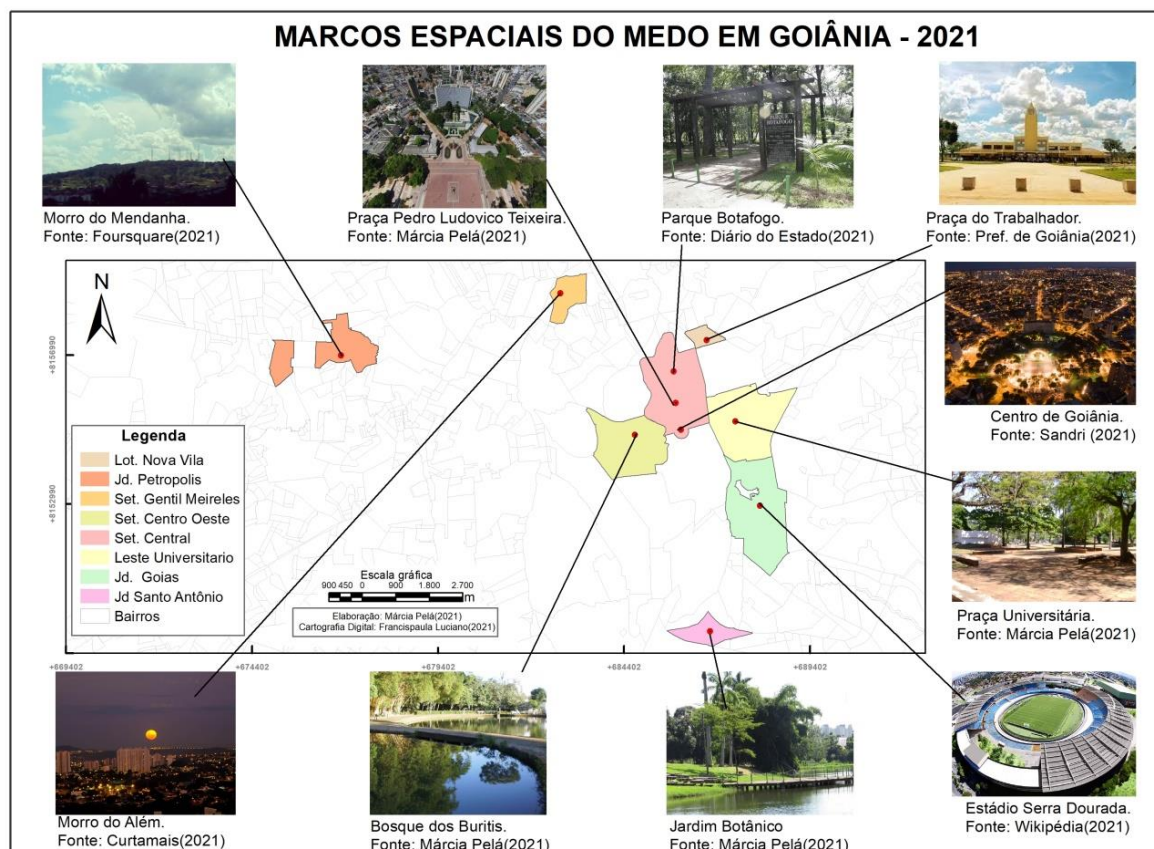 MARCOS ESPACIAIS DO MEDO EM GOIÂNIA - 2021
Morro do Mendanha.
Fonte: Foursquare(2021)
Praça Pedro Ludovico Teixeira.
Fonte: Márcia Pelá(2021)
Parque Botafogo.
Fonte: Diário do Estado(2021)
Praça do Trabalhador.
Fonte: Pref. de Goiânia(2021)
N
+8156990
+8152990
Centro de Goiânia.
Fonte: Sandri (2021)
Legenda
Lot. Nova Vila
Jd. Petropolis
Set. Gentil Meireles
Set. Centro Oeste
Set. Central
Leste Universitario
Jd. Goias
Jd Santo Antônio
Bairros
Escala gráfica
900 450 0 900 1.800 2.700
m
Elaboração: Márcia Pelá(2021)
Cartografia Digital: Francispaula Luciano(2021)
Praça Universitária.
Fonte: Márcia Pelá(2021)
+669402 +674402 +679402 +684402 +689402
Morro do Além.
Fonte: Curtamais(2021)
Bosque dos Buritis.
Fonte: Márcia Pelá(2021)
Jardim Botânico
Fonte: Márcia Pelá(2021)
Estádio Serra Dourada.
Fonte: Wikipédia(2021)